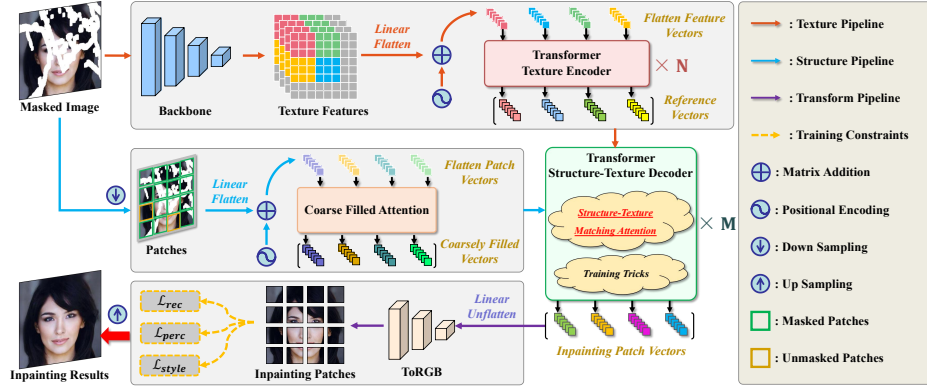 Masked Image
Backbone
Texture Features
Linear
Flatten
Flatten Feature
Vectors
Transformer
Texture Encoder
× N
Reference
Vectors
Patches
Linear
Flatten
Flatten Patch
Vectors
Coarse Filled Attention
Coarsely Filled
Vectors
Transformer
Structure-Texture Decoder
Structure-Texture
Matching Attention
Training Tricks
× M
Inpainting Patch Vectors
Linear
Unflatten
ToRGB
Inpainting Patches
ℒrec
ℒperc
ℒstyle
Inpainting Results
: Texture Pipeline
: Structure Pipeline
: Transform Pipeline
: Training Constraints
: Matrix Addition
: Positional Encoding
: Down Sampling
: Up Sampling
: Masked Patches
: Unmasked Patches